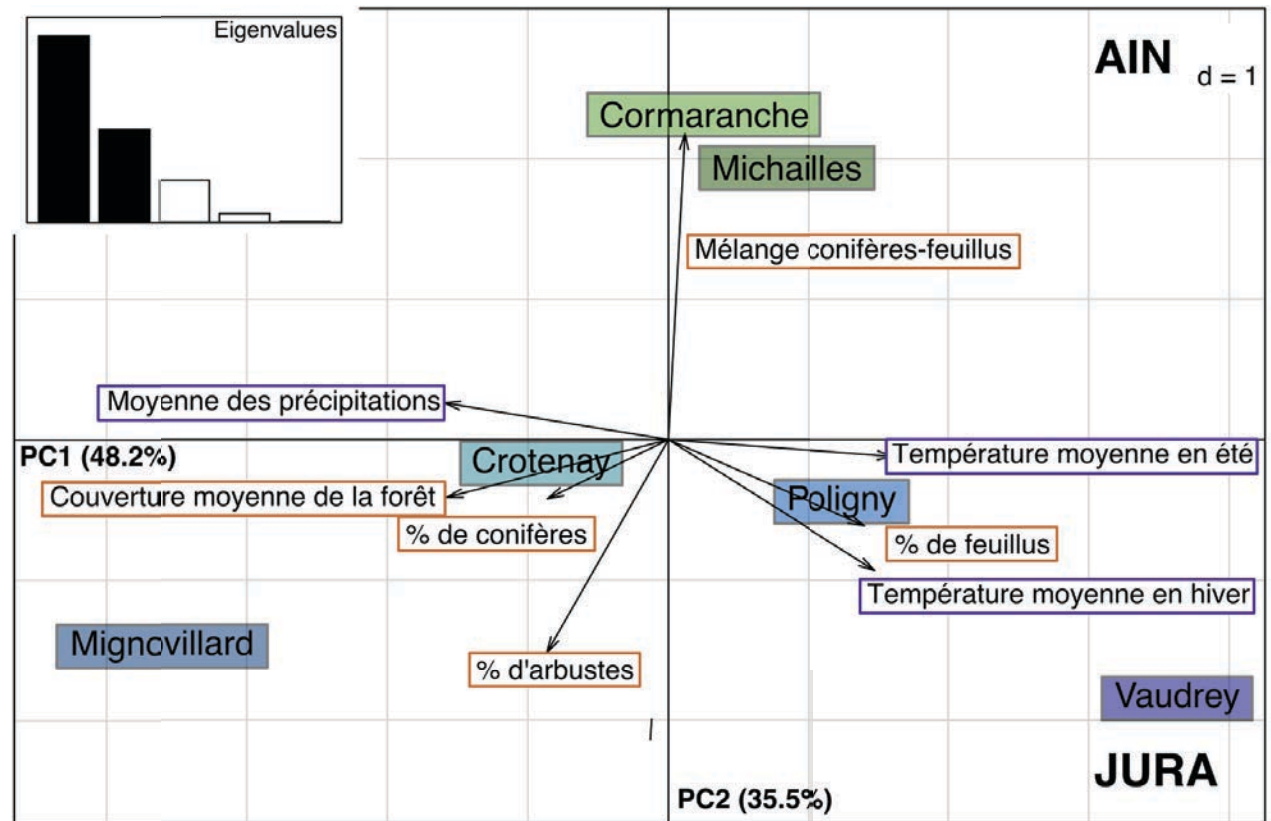 Eigenvalues
AIN
d = 1
Cormaranche
Michailles
Mélange conifères-feuillus
Moyenne des précipitations
PC1 (48.2%)
Crotenay
Température moyenne en été
Couverture moyenne de la forêt
Poligny
% de conifères
% de feuillus
Température moyenne en hiver
Mignovillard
% d'arbustes
Vaudrey
JURA
PC2 (35.5%)